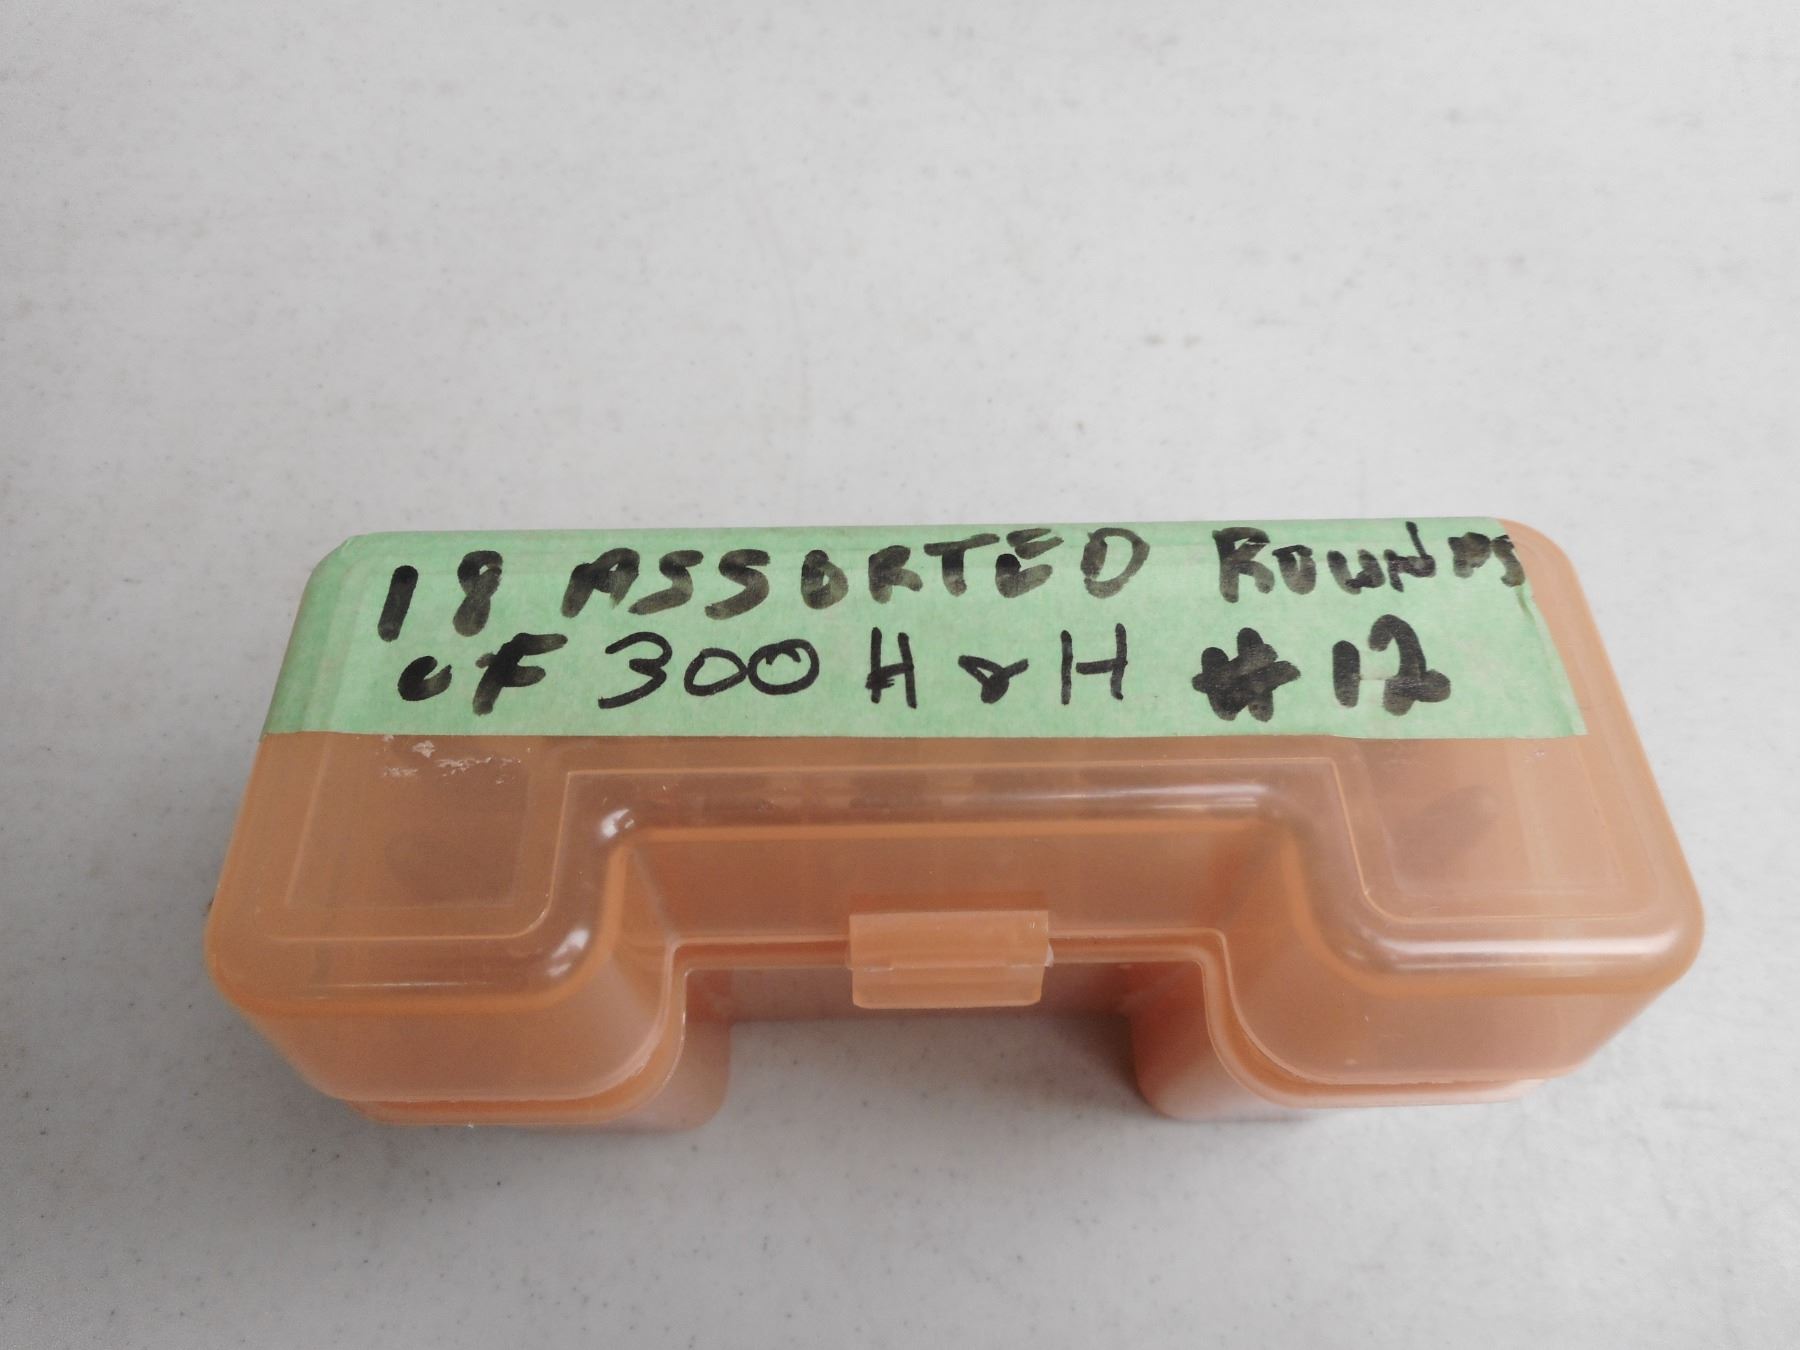 18 ASSORTED ROUNDS
OF 300 H & H # 12